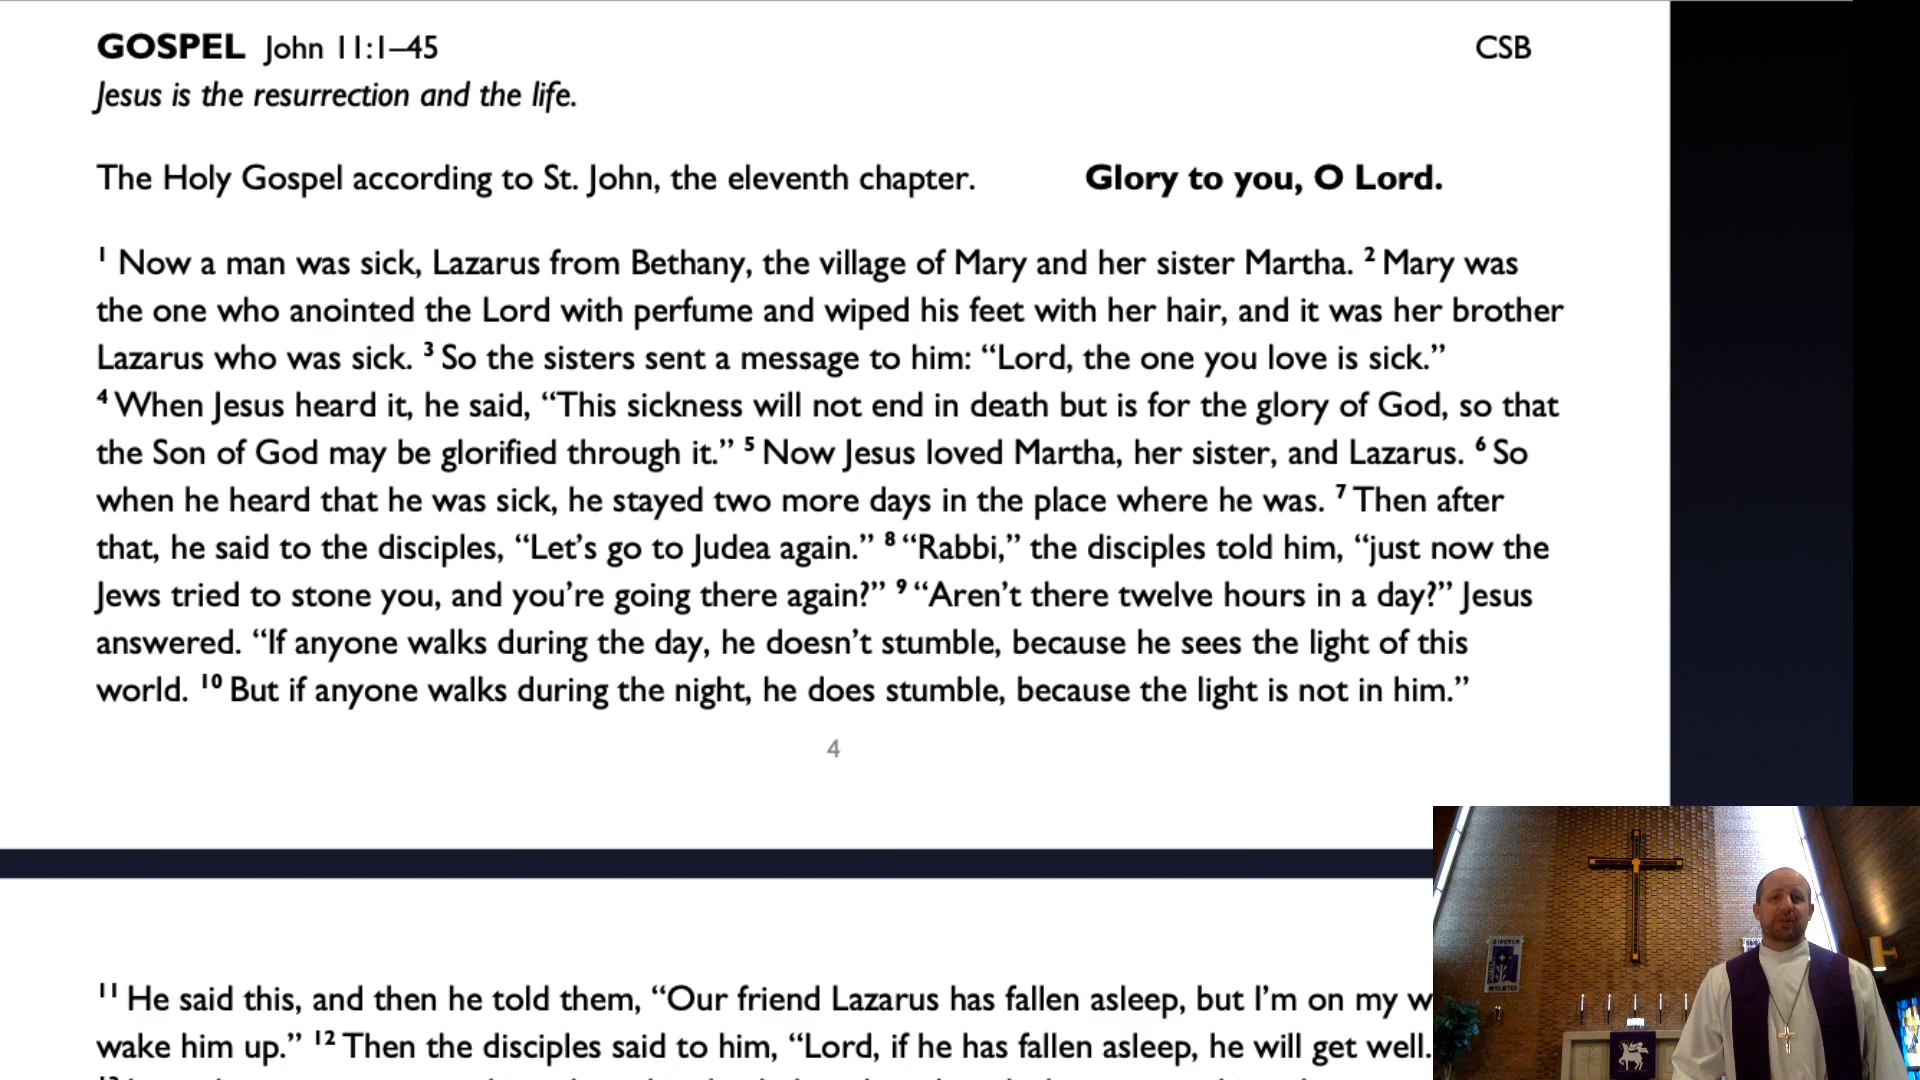 GOSPEL John 11:1–45 CSB
Jesus is the resurrection and the life.
The Holy Gospel according to St. John, the eleventh chapter. Glory to you, O Lord.
1 Now a man was sick, Lazarus from Bethany, the village of Mary and her sister Martha. 2 Mary was
the one who anointed the Lord with perfume and wiped his feet with her hair, and it was her brother
Lazarus who was sick. 3 So the sisters sent a message to him: “Lord, the one you love is sick.”
4 When Jesus heard it, he said, “This sickness will not end in death but is for the glory of God, so that
the Son of God may be glorified through it.” 5 Now Jesus loved Martha, her sister, and Lazarus. 6 So
when he heard that he was sick, he stayed two more days in the place where he was. 7 Then after
that, he said to the disciples, “Let’s go to Judea again.” 8 “Rabbi,” the disciples told him, “just now the
Jews tried to stone you, and you’re going there again?” 9 “Aren’t there twelve hours in a day?” Jesus
answered. “If anyone walks during the day, he doesn’t stumble, because he sees the light of this
world. 10 But if anyone walks during the night, he does stumble, because the light is not in him.”
4
11 He said this, and then he told them, “Our friend Lazarus has fallen asleep, but I’m on my w
wake him up.” 12 Then the disciples said to him, “Lord, if he has fallen asleep, he will get well.